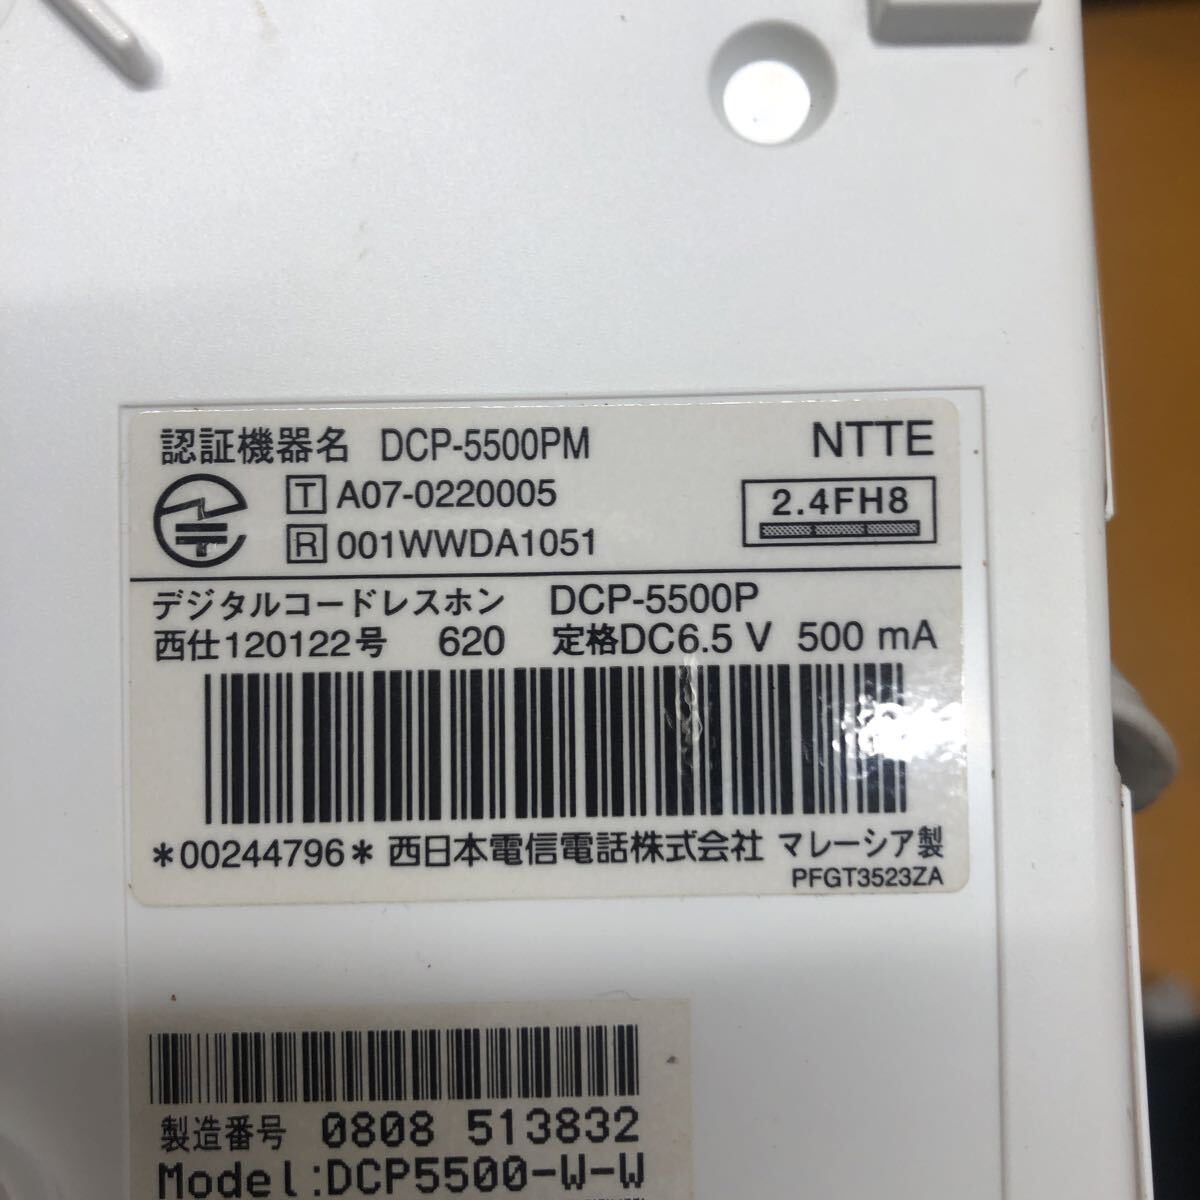 認証機器名 DCP-5500PM NTTE
T A07-0220005
R 001WWDA1051
2.4FH8
デジタルコードレスホン DCP-5500P
西仕120122号 620 定格DC6.5 V 500 mA
*00244796* 西日本電信電話株式会社 マレーシア製
PFGT3523ZA
製造番号 0808 513832
Model:DCP5500-W-W